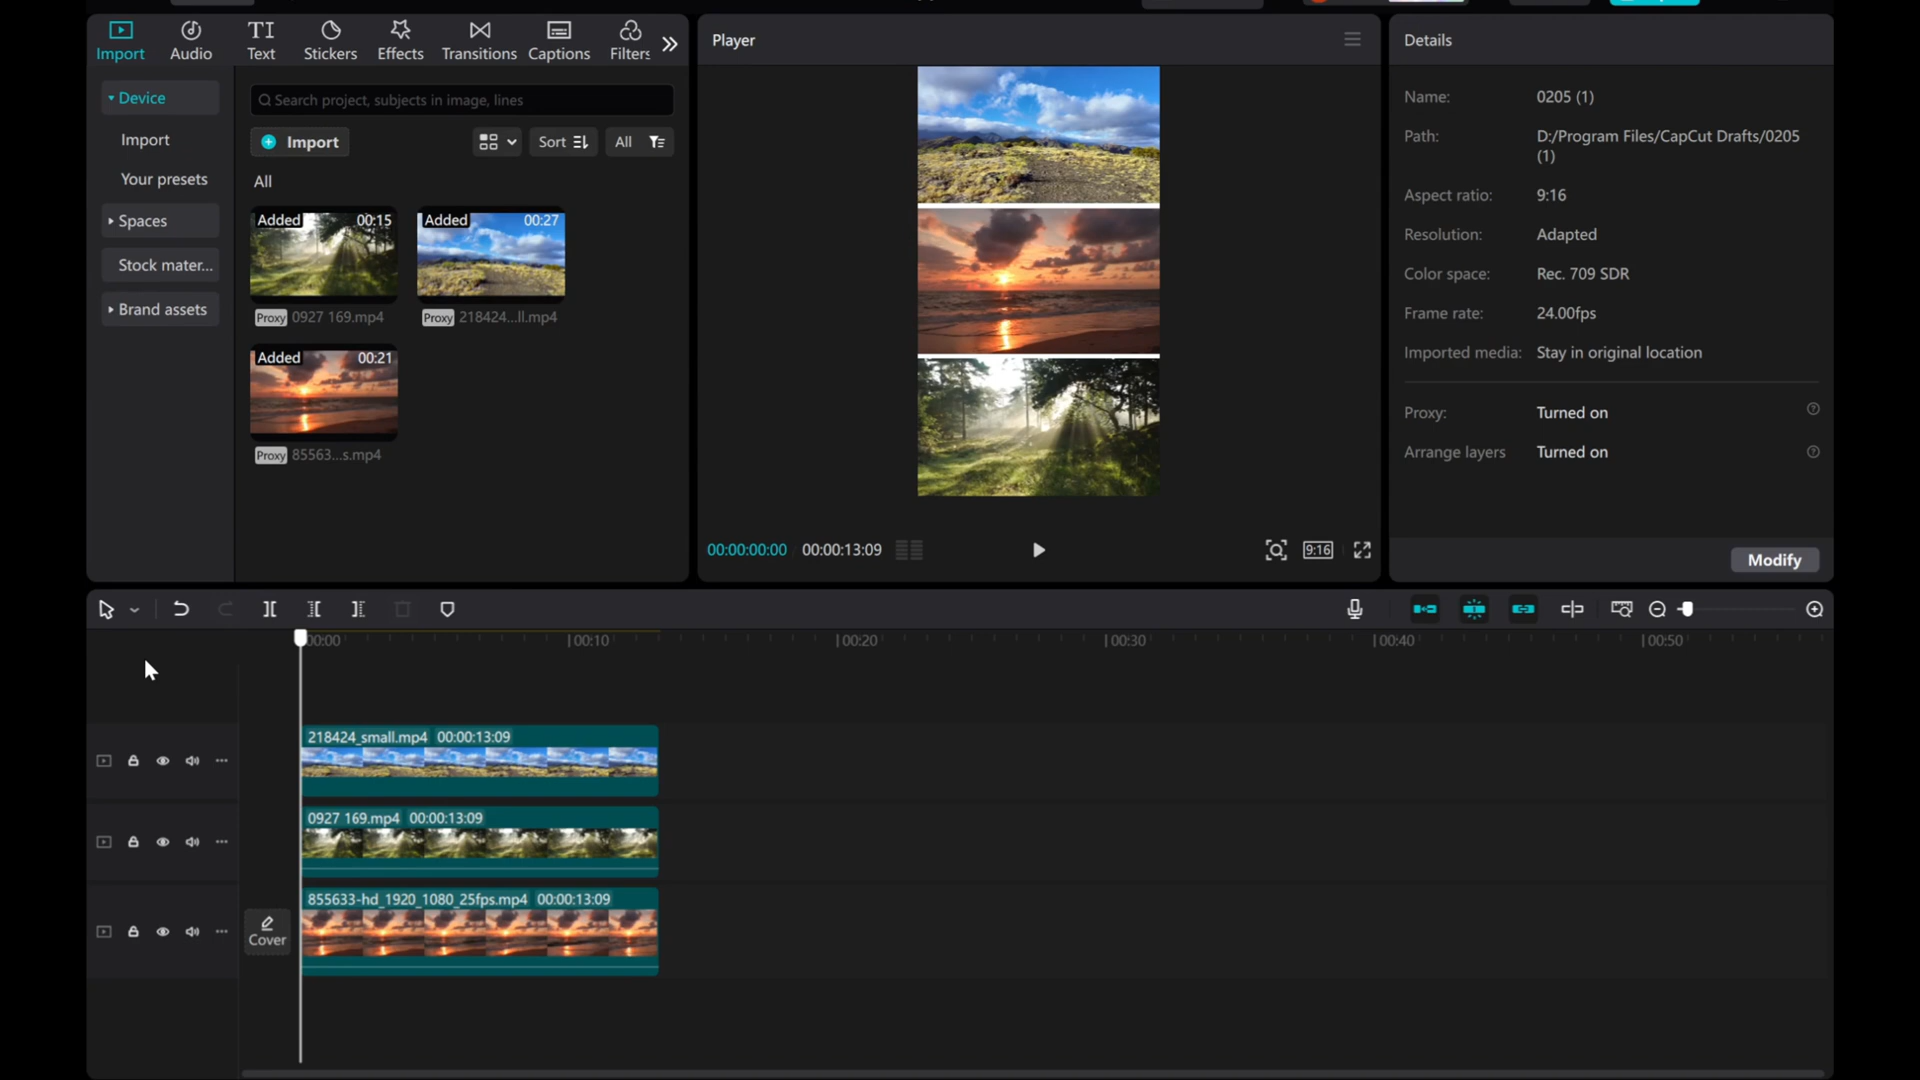 Import
Audio
Text
Stickers
Effects
Transitions
Captions
Filters
Device
Import
Your presets
Spaces
Stock mater...
Brand assets
Search project, subjects in image, lines
Import
Sort
All
All
Added 00:15
Added 00:27
Proxy 0927 169.mp4
Proxy 218424...ll.mp4
Added 00:21
Proxy 85563...s.mp4
Player
00:00:00:00 00:00:13:09
9:16
Details
Name: 0205 (1)
Path: D:/Program Files/CapCut Drafts/0205
(1)
Aspect ratio: 9:16
Resolution: Adapted
Color space: Rec. 709 SDR
Frame rate: 24.00fps
Imported media: Stay in original location
Proxy: Turned on
Arrange layers Turned on
Modify
00:00 00:10 00:20 00:30 00:40 00:50
218424_small.mp4 00:00:13:09
0927 169.mp4 00:00:13:09
855633-hd_1920_1080_25fps.mp4 00:00:13:09
Cover